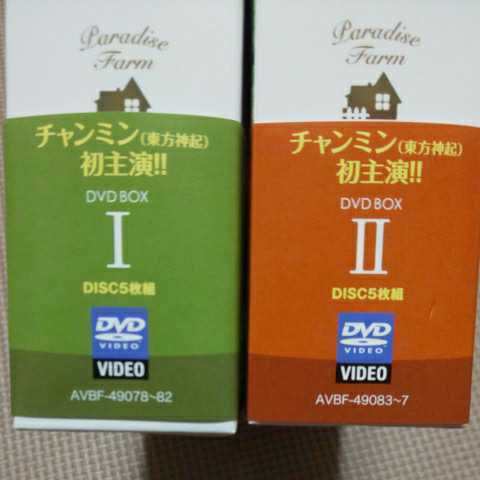 Paradise
Farm
チャンミン(東方神起)
初主演!!
DVD BOX
I
DISC5枚組
DVD
VIDEO
VIDEO
AVBF-49078~82
Paradise
Farm
チャンミン(東方神起)
初主演!!
DVD BOX
II
DISC5枚組
DVD
VIDEO
VIDEO
AVBF-49083~7